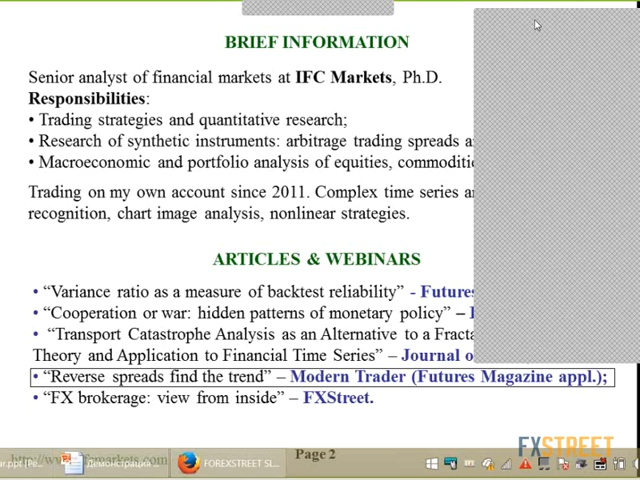 BRIEF INFORMATION
Senior analyst of financial markets at IFC Markets, Ph.D.
Responsibilities:
• Trading strategies and quantitative research;
• Research of synthetic instruments: arbitrage trading spreads
• Macroeconomic and portfolio analysis of equities,
Trading on my own account since 2011. Complex time series
recognition, chart image analysis, nonlinear strategies.
ARTICLES & WEBINARS
• “Variance ratio as a measure of backtest reliability” - Futures
• “Cooperation or war: hidden patterns of monetary policy” –
• “Transport Catastrophe Analysis as an Alternative to a
Theory and Application to Financial Time Series” – Journal
• “Reverse spreads find the trend” – Modern Trader (Futures Magazine appl.);
• “FX brokerage: view from inside” – FXStreet.
FXSTREET
Page 2
Демонстрация
FOREXSTREET